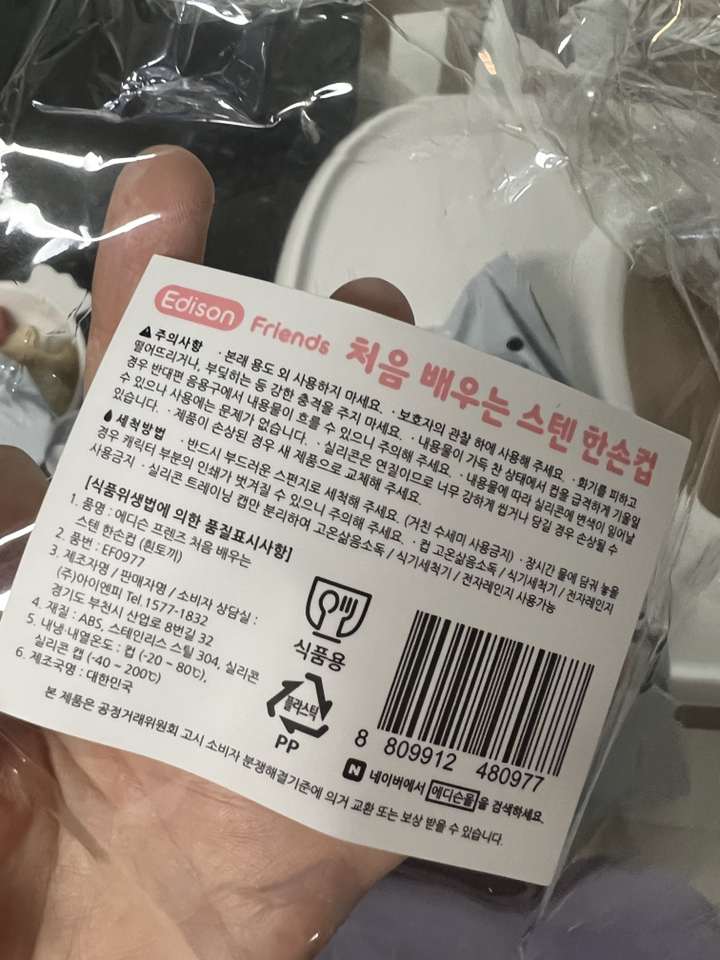 Edison Friends 처음 배우는 스텐 한손컵
주의사항 · 본래 용도 외 사용하지 마세요. · 보호자의 관찰 하에 사용해 주세요. · 화기를 피하고
떨어뜨리거나, 부딪히는 등 강한 충격을 주지 마세요. · 내용물이 가득 찬 상태에서 컵을 급격하게 기울일
경우 반대편 음용구에서 내용물이 흐를 수 있으니 주의해 주세요. · 내용물에 따라 실리콘에 변색이 일어날
수 있으나 사용에는 문제가 없습니다. · 실리콘은 연질이므로 너무 강하게 씹거나 당길 경우 손상될 수
있습니다. · 제품이 손상된 경우 새 제품으로 교체해 주세요.
세척방법 · 반드시 부드러운 스펀지로 세척해 주세요. (거친 수세미 사용금지) · 장시간 물에 담궈 놓을
경우 캐릭터 부분의 인쇄가 벗겨질 수 있으니 주의해 주세요. · 컵 고온삶음소독 / 식기세척기 / 전자레인지
사용금지 · 실리콘 트레이닝 캡만 분리하여 고온삶음소독 / 식기세척기 / 전자레인지 사용가능
[식품위생법에 의한 품질표시사항]
1. 품명 : 에디슨 프렌즈 처음 배우는
스텐 한손컵 (흰토끼)
2. 품번 : EF0977
3. 제조자명 / 판매자명 / 소비자 상담실 :
(주)아이엔피 Tel.1577-1832
경기도 부천시 산업로 8번길 32
4. 재질 : ABS, 스테인리스 스틸 304, 실리콘
5. 내냉·내열온도 : 컵 (-20 ~ 80℃),
실리콘 캡 (-40 ~ 200℃)
6. 제조국명 : 대한민국
식품용
플라스틱
PP
8 809912 480977
N 네이버에서 에디슨몰을 검색하세요.
본 제품은 공정거래위원회 고시 소비자 분쟁해결기준에 의거 교환 또는 보상 받을 수 있습니다.